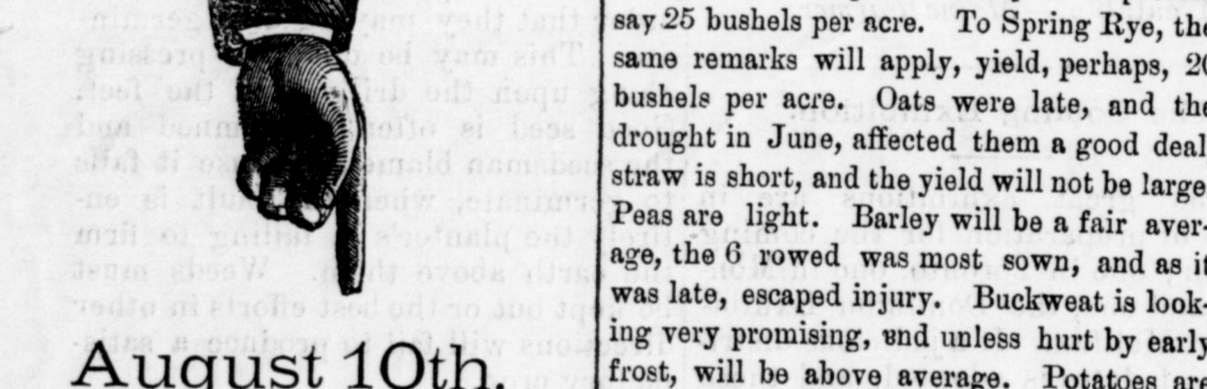 August 10th.
say 25 bushels per acre. To Spring Rye, the
same remarks will apply, yield, perhaps, 20
bushels per acre. Oats were late, and the
drought in June, affected them a good deal
straw is short, and the yield will not be large
Peas are light. Barley will be a fair aver-
age, the 6 rowed was most sown, and as it
was late, escaped injury. Buckweat is look-
ing very promising, and unless hurt by early
frost, will be above average. Potatoes are